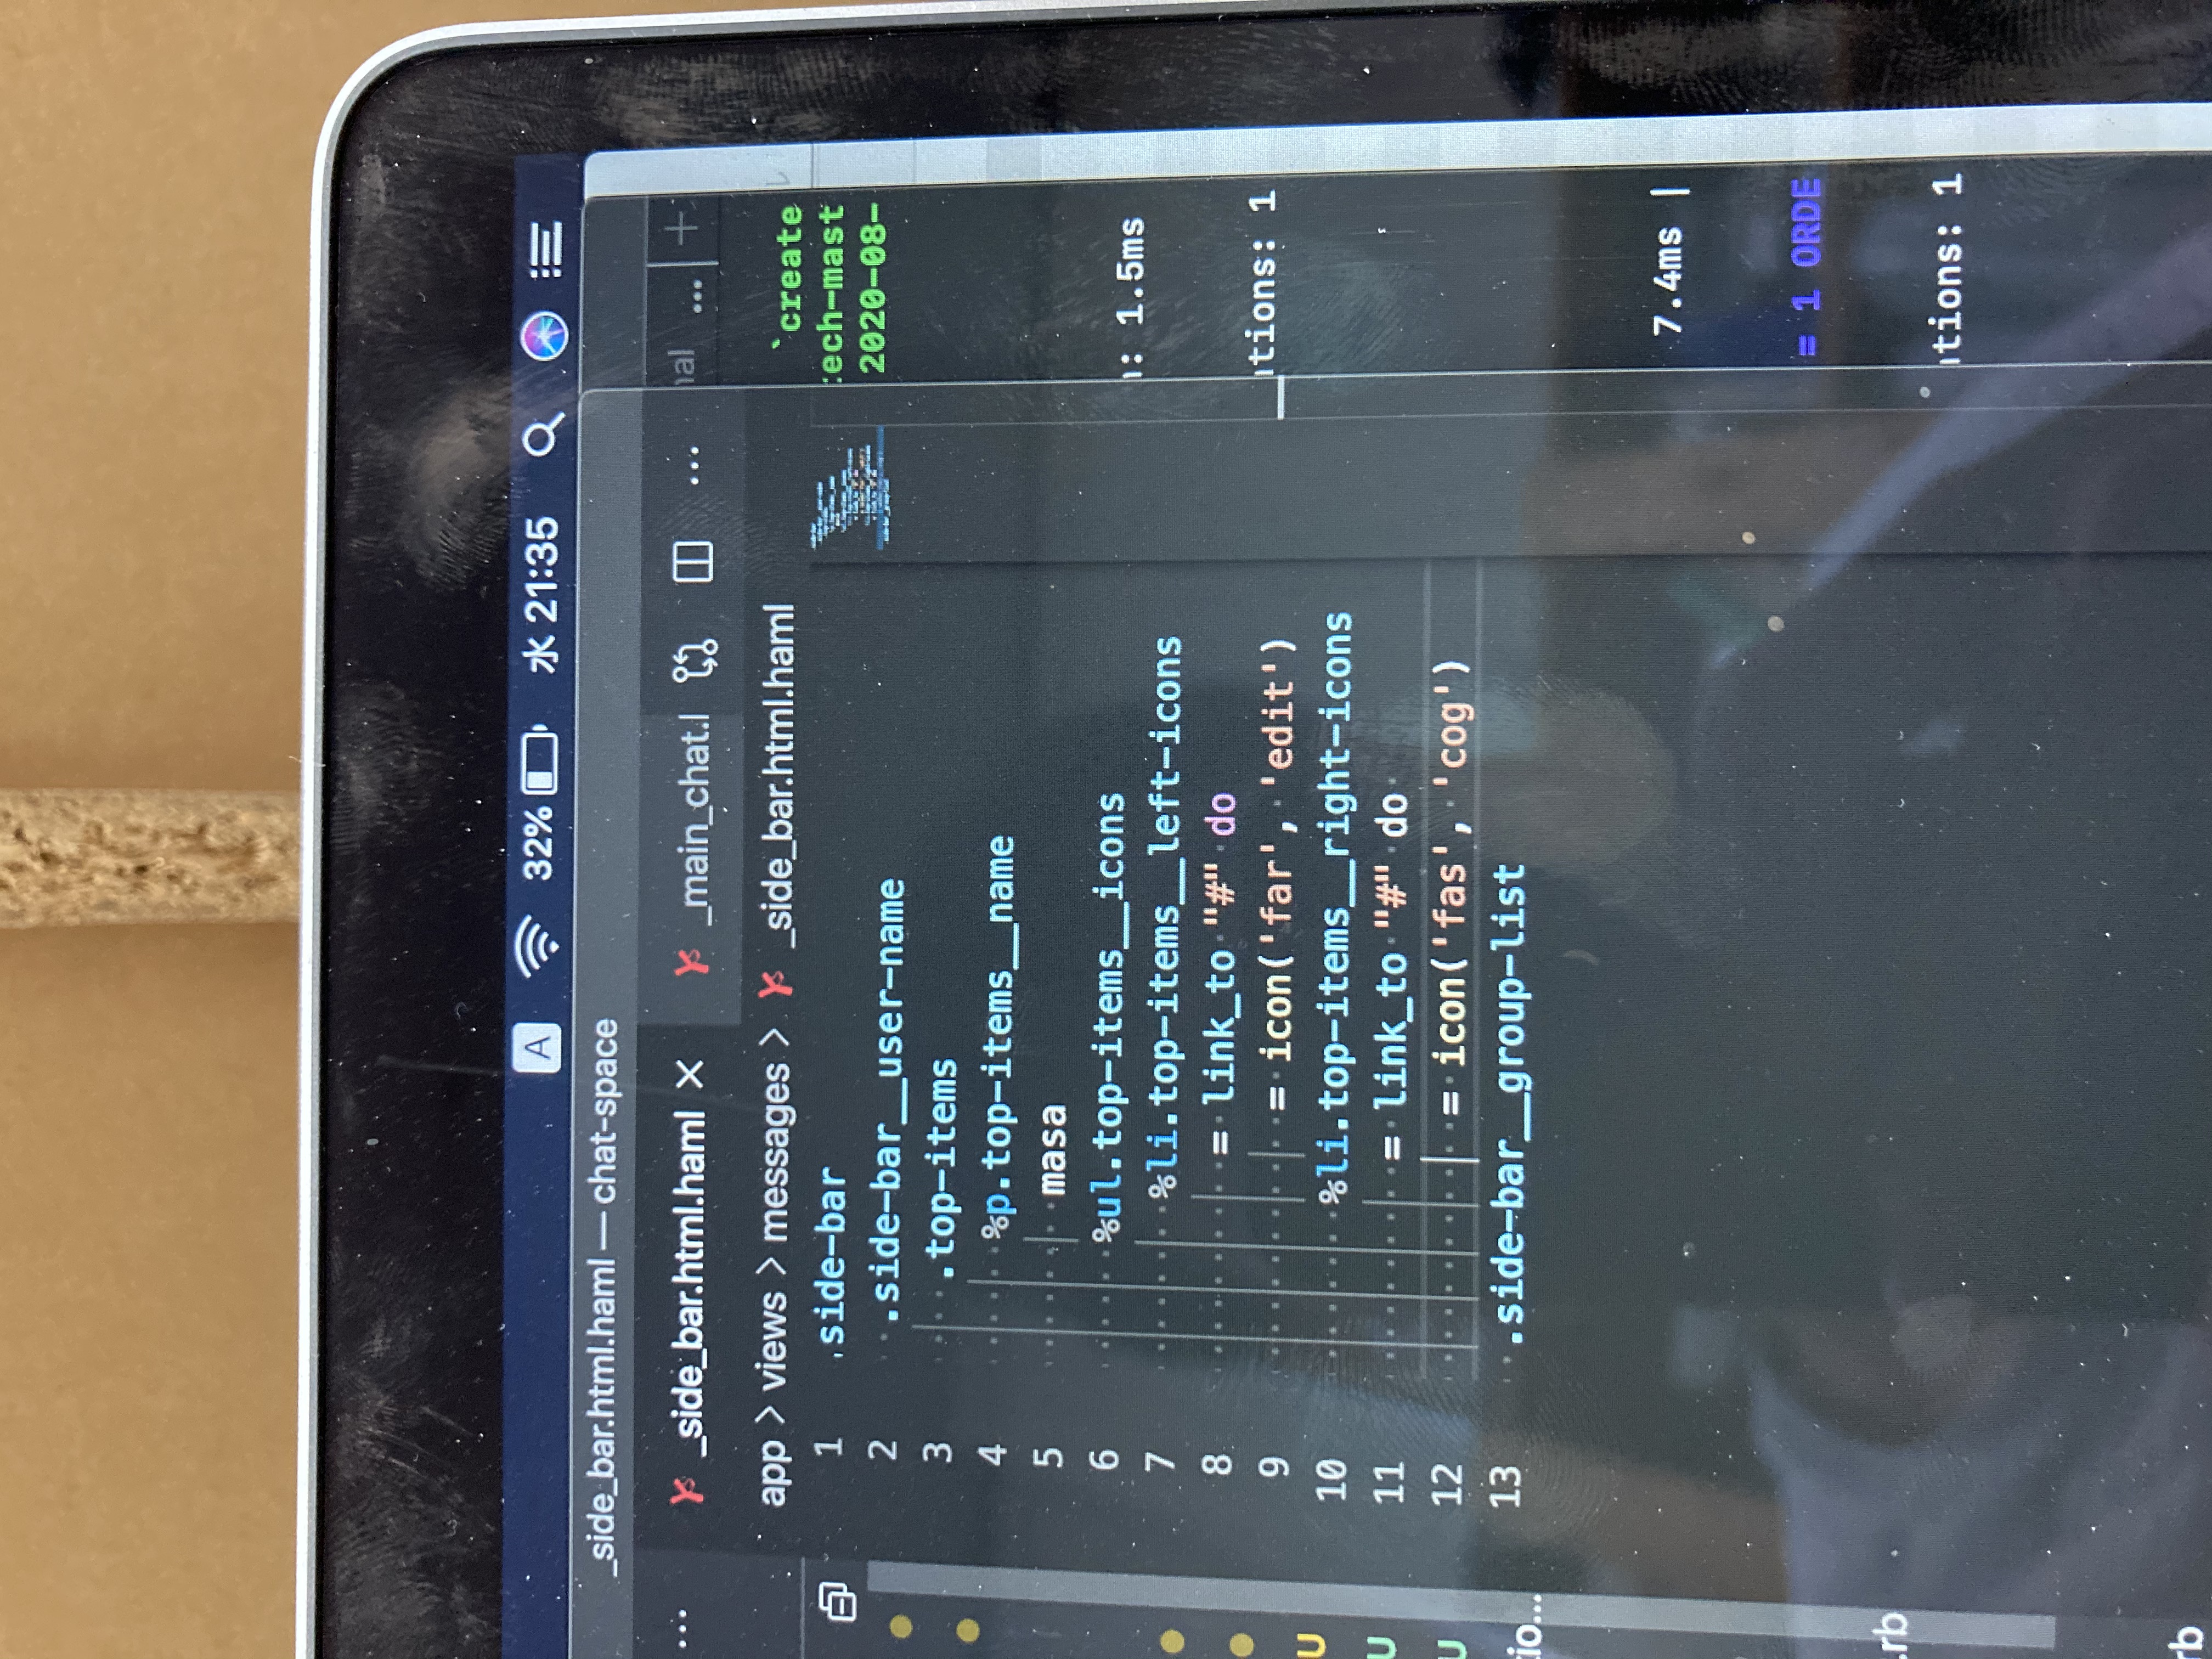 A 32% 水 21:35
_side_bar.html.haml — chat-space
... _side_bar.html.haml _main_chat. ... ...
app > views > messages > _side_bar.html.haml
1 .side-bar
2 .side-bar__user-name
3 .top-items
4 %p.top-items__name
5 masa
6 %ul.top-items__icons
7 %li.top-items__left-icons
8 = link_to "#" do
9 = icon('far', 'edit')
10 %li.top-items__right-icons
11 = link_to "#" do
12 = icon('fas', 'cog')
13 .side-bar__group-list
U
U
U
io...
.rb
rb
nal ... +
`create
ech-mast
2020-08-
: 1.5ms
tions: 1
7.4ms |
= 1 ORDE
tions: 1